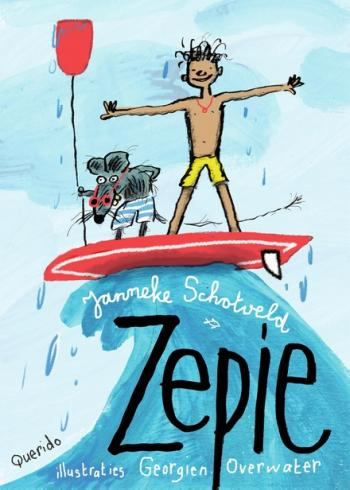 Janneke Schotveld
Zepie
Querido
illustraties Georgien Overwater